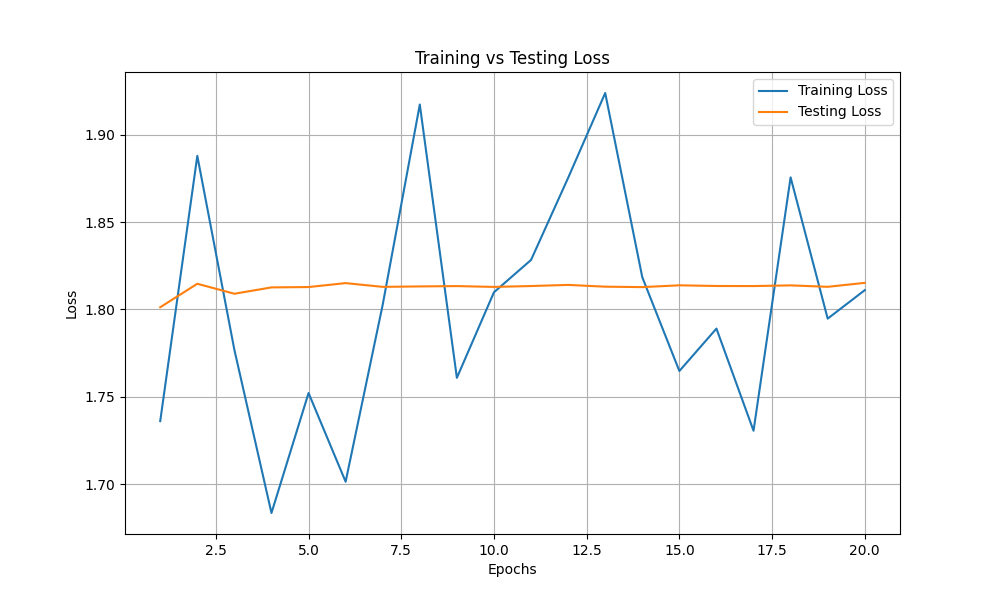 Training vs Testing Loss
Training Loss
Testing Loss
1.90
1.85
1.80
1.75
1.70
Loss
2.5 5.0 7.5 10.0 12.5 15.0 17.5 20.0
Epochs